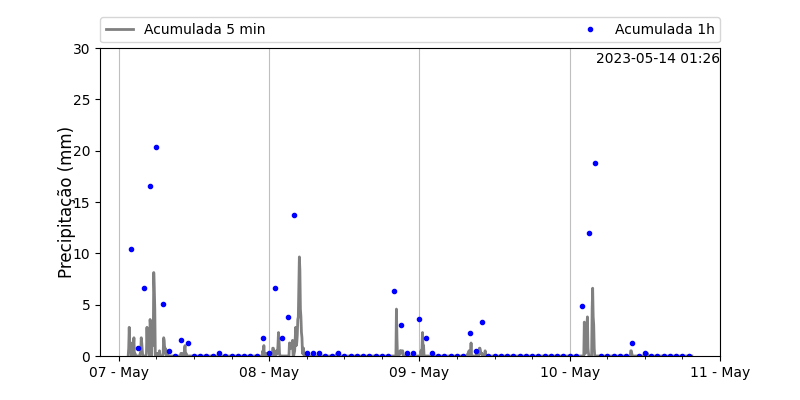 Acumulada 5 min
Acumulada 1h
2023-05-14 01:26
Precipitação (mm)
30
25
20
15
10
5
0
07 - May
08 - May
09 - May
10 - May
11 - May